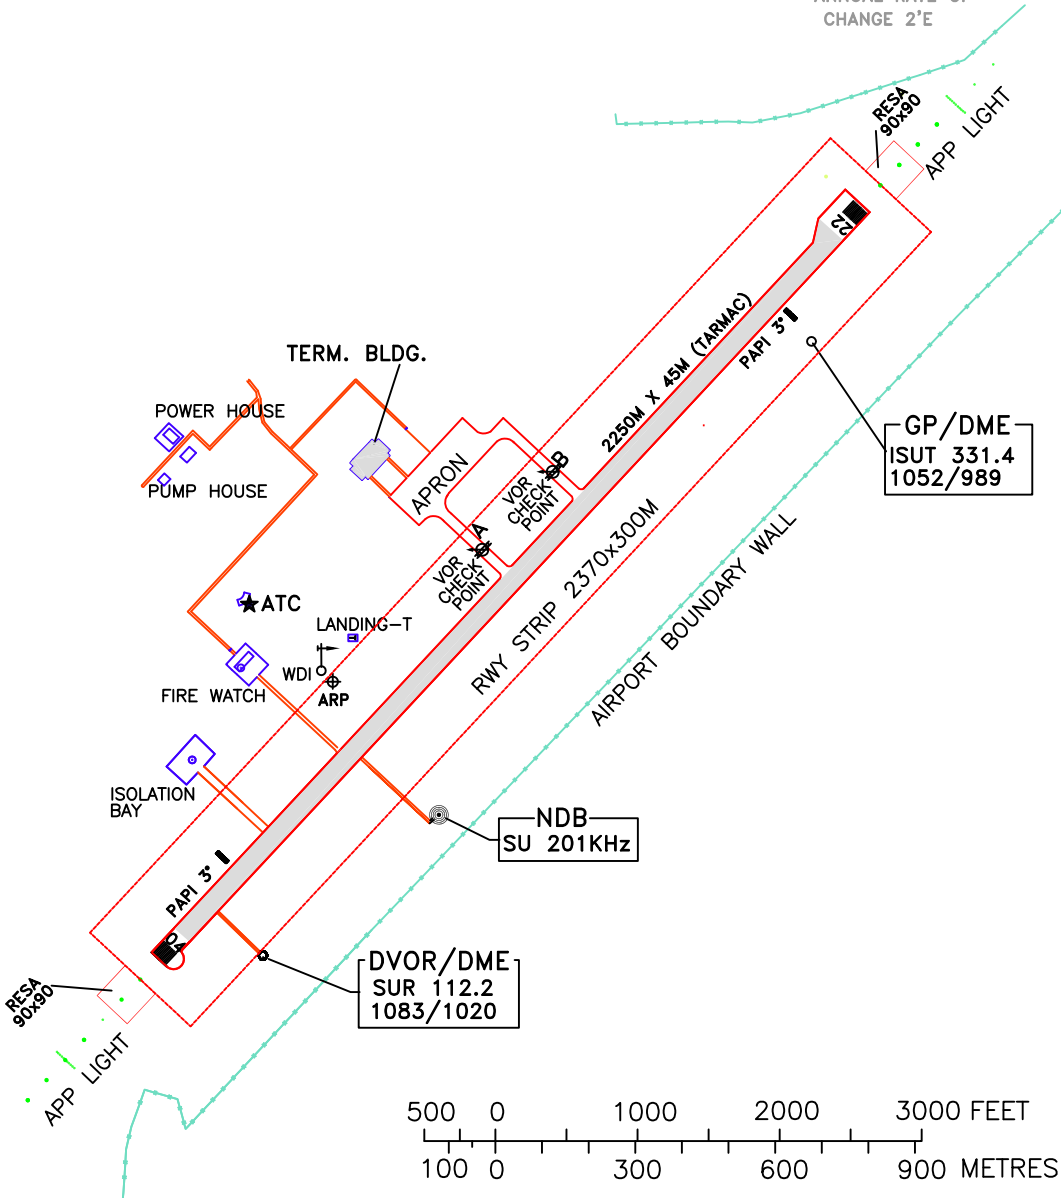 ANNUAL RATE OF
CHANGE 2'E
RESA
90x90
APP LIGHT
22
2250M X 45M (TARMAC)
PAPI 3°
TERM. BLDG.
POWER HOUSE
PUMP HOUSE
APRON
B
VOR
CHECK
POINT
A
VOR
CHECK
POINT
GP/DME
ISUT 331.4
1052/989
RWY STRIP 2370x300M
AIRPORT BOUNDARY WALL
ATC
LANDING-T
WDI
ARP
FIRE WATCH
ISOLATION
BAY
NDB
SU 201KHz
PAPI 3°
04
DVOR/DME
SUR 112.2
1083/1020
RESA
90x90
APP LIGHT
500 0 1000 2000 3000 FEET
100 0 300 600 900 METRES